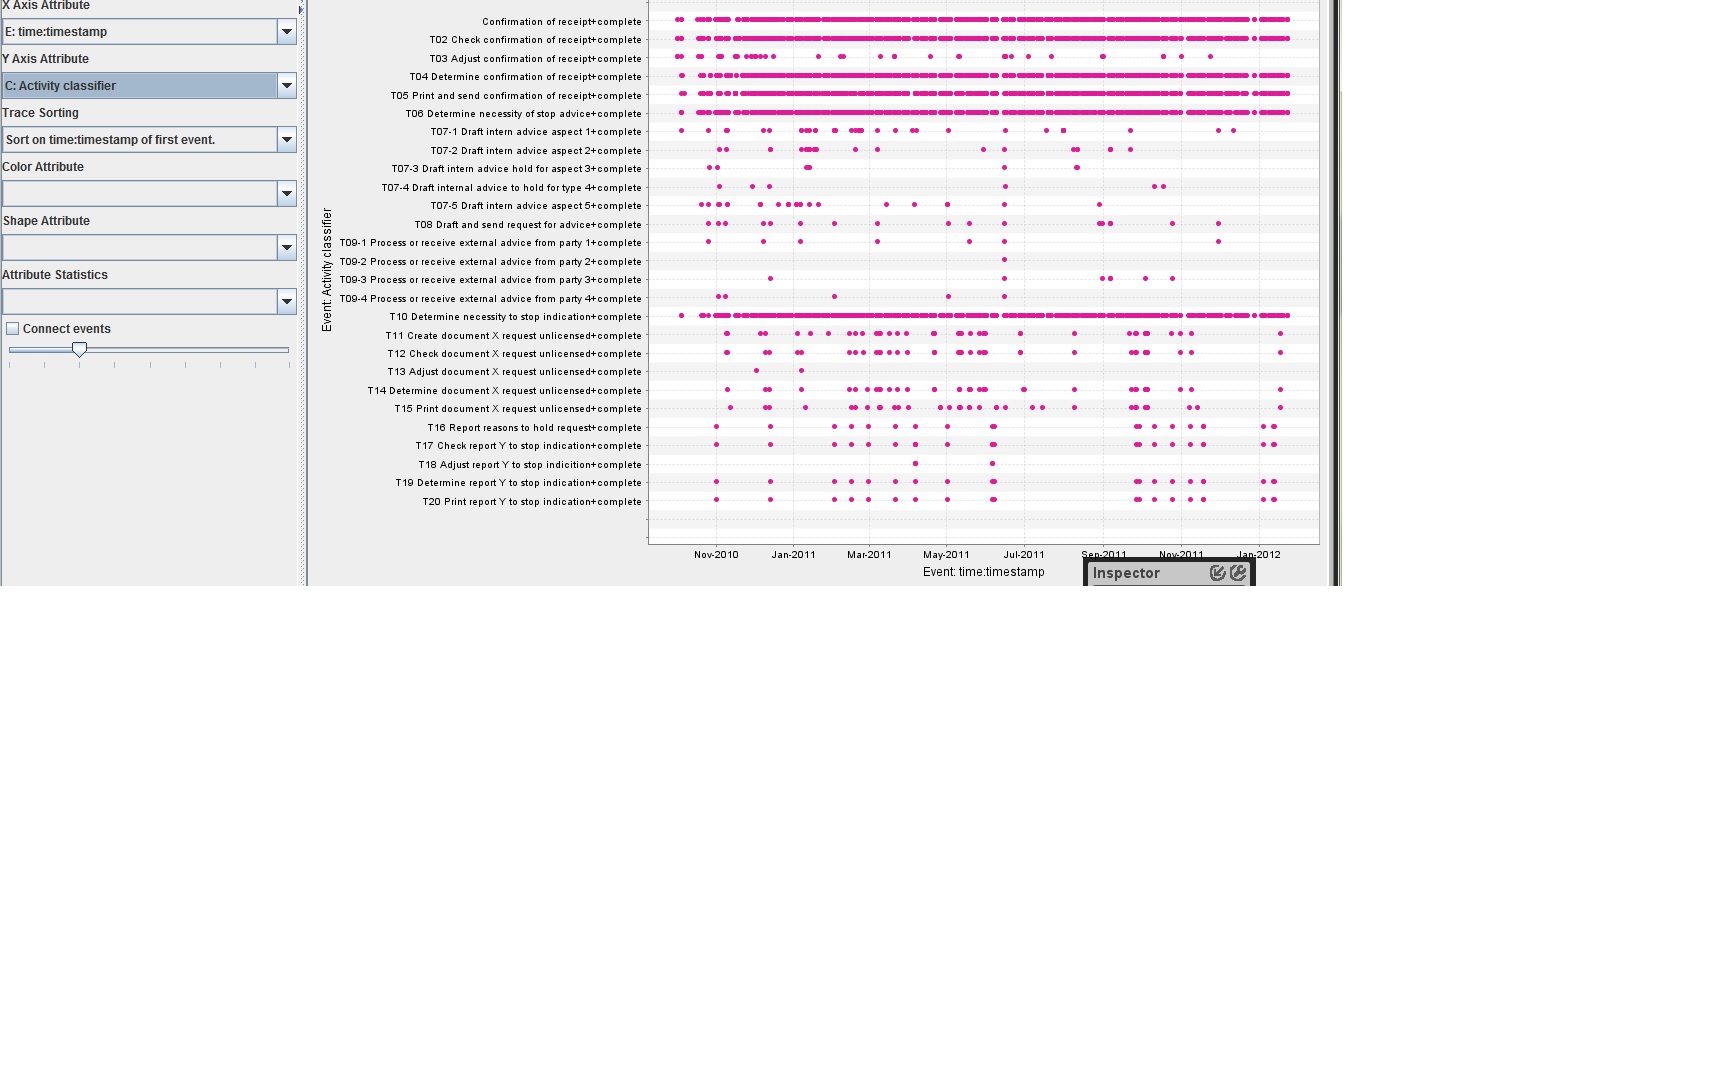 X Axis Attribute
E: time:timestamp
Y Axis Attribute
C: Activity classifier
Trace Sorting
Sort on time:timestamp of first event.
Color Attribute
Shape Attribute
Attribute Statistics
Connect events
Event: Activity classifier
Confirmation of receipt+complete
T02 Check confirmation of receipt+complete
T03 Adjust confirmation of receipt+complete
T04 Determine confirmation of receipt+complete
T05 Print and send confirmation of receipt+complete
T06 Determine necessity of stop advice+complete
T07-1 Draft intern advice aspect 1+complete
T07-2 Draft intern advice aspect 2+complete
T07-3 Draft intern advice hold for aspect 3+complete
T07-4 Draft internal advice to hold for type 4+complete
T07-5 Draft intern advice aspect 5+complete
T08 Draft and send request for advice+complete
T09-1 Process or receive external advice from party 1+complete
T09-2 Process or receive external advice from party 2+complete
T09-3 Process or receive external advice from party 3+complete
T09-4 Process or receive external advice from party 4+complete
T10 Determine necessity to stop indication+complete
T11 Create document X request unlicensed+complete
T12 Check document X request unlicensed+complete
T13 Adjust document X request unlicensed+complete
T14 Determine document X request unlicensed+complete
T15 Print document X request unlicensed+complete
T16 Report reasons to hold request+complete
T17 Check report Y to stop indication+complete
T18 Adjust report Y to stop indicition+complete
T19 Determine report Y to stop indication+complete
T20 Print report Y to stop indication+complete
Nov-2010 Jan-2011 Mar-2011 May-2011 Jul-2011 Sep-2011 Nov-2011 Jan-2012
Event: time:timestamp
Inspector